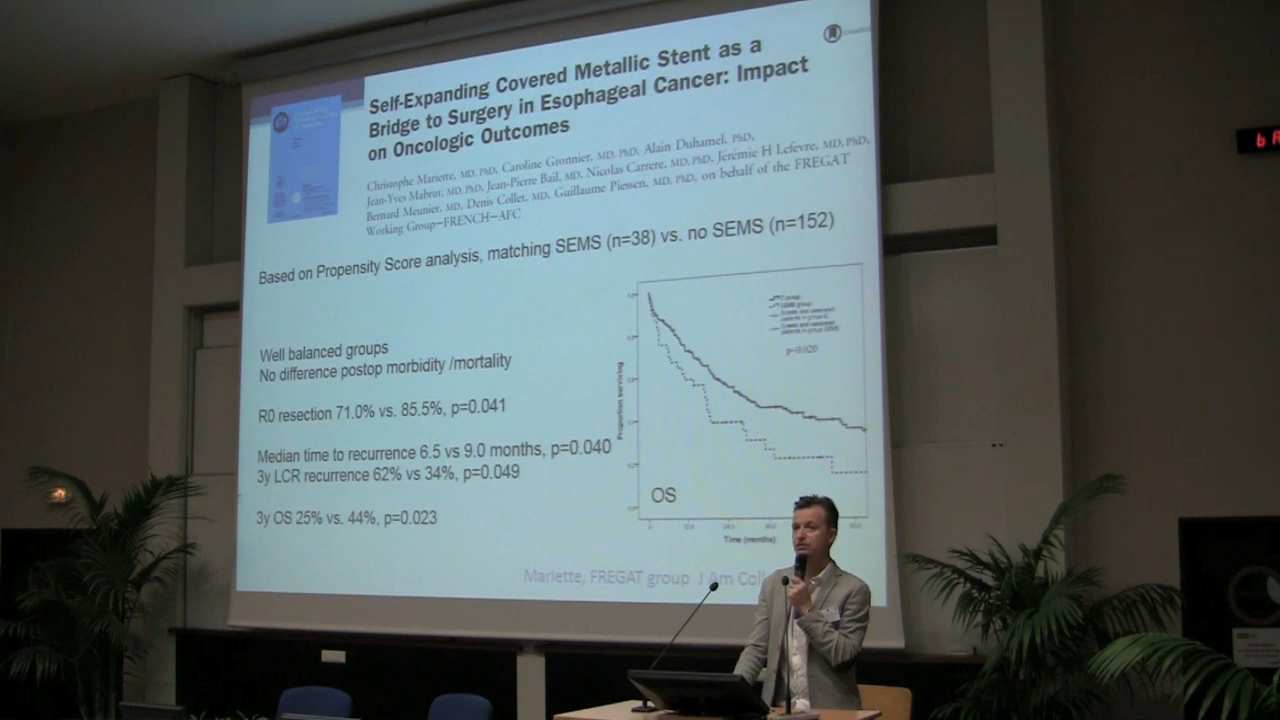 Self-Expanding Covered Metallic Stent as a
Bridge to Surgery in Esophageal Cancer: Impact
on Oncologic Outcomes
Christophe Mariette, MD, PhD, Caroline Gronnier, MD, PhD, Alain Duhamel, PhD,
Jean-Yves Mabrut, MD, PhD, Jean-Pierre Bail, MD, Nicolas Carrere, MD, PhD, Jérémie H Lefèvre, MD, PhD,
Bernard Meunier, MD, Denis Collet, MD, Guillaume Piessen, MD, PhD, on behalf of the FREGAT
Working Group–FRENCH–AFC
Based on Propensity Score analysis, matching SEMS (n=38) vs. no SEMS (n=152)
Well balanced groups
No difference postop morbidity /mortality
R0 resection 71.0% vs. 85.5%, p=0.041
Median time to recurrence 6.5 vs 9.0 months, p=0.040
3y LCR recurrence 62% vs 34%, p=0.049
3y OS 25% vs. 44%, p=0.023
p=0.020
Proportion surviving
OS
Time (months)
Mariette, FREGAT group J Am Coll